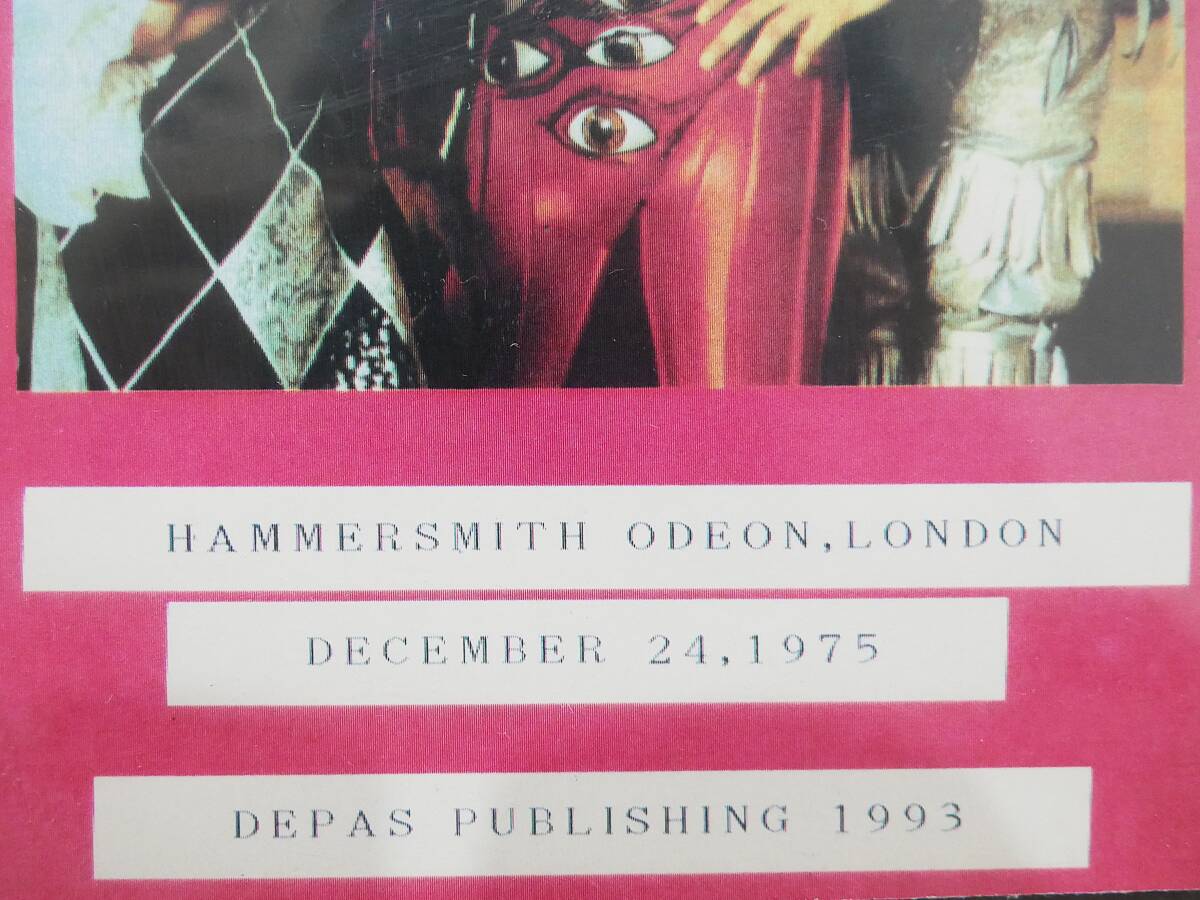 HAMMERSMITH ODEON,LONDON
DECEMBER 24,1975
DEPAS PUBLISHING 1993